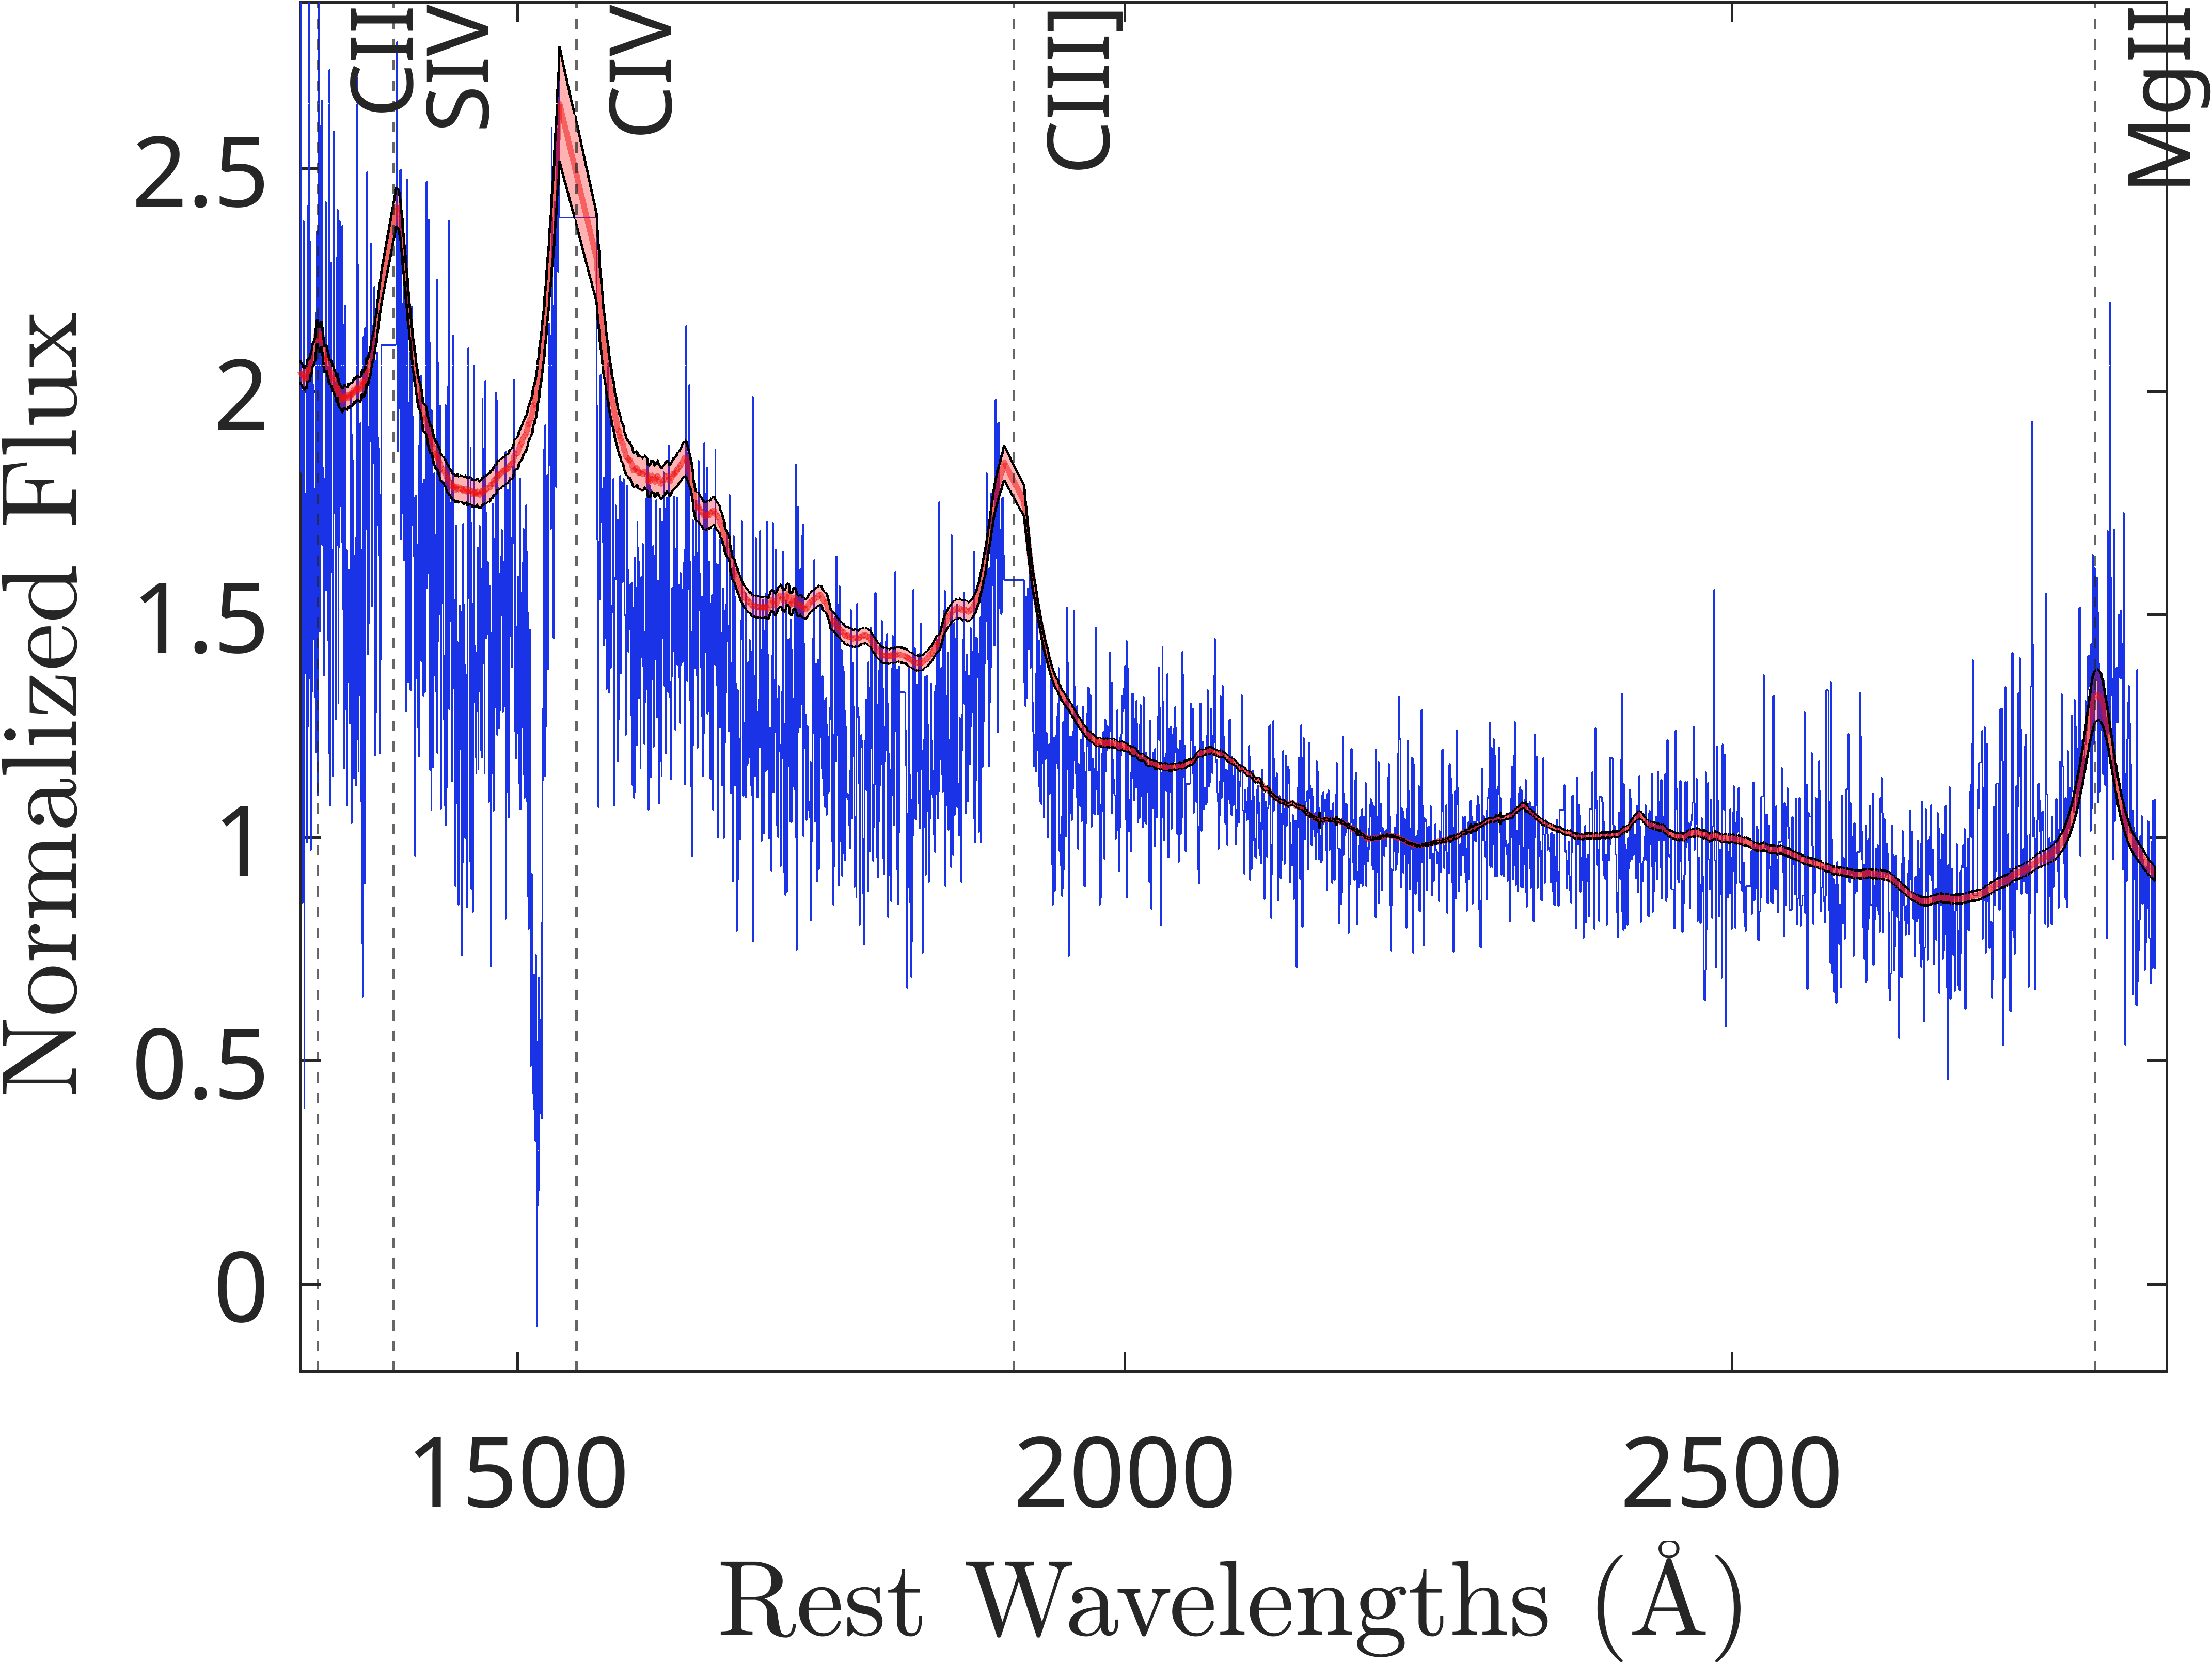 CII
SIV
CIV
CIII]
MgII
2.5
2
1.5
1
0.5
0
Normalized Flux
1500
2000
2500
Rest Wavelengths (Å)